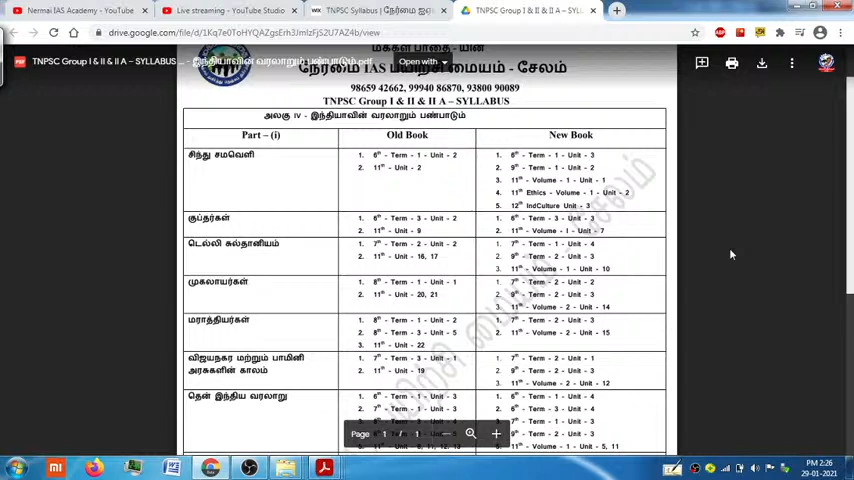 Nermai IAS Academy - YouTube
Live streaming - YouTube Studio
TNPSC Syllabus | நேர்மை ஐஏ
TNPSC Group I & II & II A – SYLL
drive.google.com/file/d/1Kq7e0ToHYQAZgsErh3JmlFzjS2U7AZd4/view
மக்கள் பாதை - யின்
TNPSC Group I & II & II A – SYLLABUS ... - இந்தியாவின் வரலாறும் பண்பாடும்.pdf
Open with
நேர்மை IAS பயிற்சி மையம் - சேலம்
98659 42662, 99940 86870, 93800 90089
TNPSC Group I & II & II A – SYLLABUS
அலகு IV - இந்தியாவின் வரலாறும் பண்பாடும்
Part – (i) Old Book New Book
சிந்து சமவெளி
1. 6th - Term - 1 - Unit - 2
2. 11th - Unit - 2
1. 6th - Term - 1 - Unit - 3
2. 9th - Term - 1 - Unit - 2
3. 11th - Volume - 1 - Unit - 1
4. 11th Ethics - Volume - 1 - Unit - 2
5. 12th IndCulture Unit - 3
குப்தர்கள்
1. 6th - Term - 3 - Unit - 2
2. 11th - Unit - 9
1. 6th - Term - 3 - Unit - 3
2. 11th - Volume - I - Unit - 7
டெல்லி சுல்தானியம்
1. 7th - Term - 2 - Unit - 2
2. 11th - Unit - 16, 17
1. 7th - Term - 1 - Unit - 4
2. 9th - Term - 2 - Unit - 3
3. 11th - Volume - 1 - Unit - 10
முகலாயர்கள்
1. 8th - Term - 1 - Unit - 1
2. 11th - Unit - 20, 21
1. 7th - Term - 2 - Unit - 2
2. 9th - Term - 2 - Unit - 3
3. 11th - Volume - 2 - Unit - 14
மராத்தியர்கள்
1. 8th - Term - 1 - Unit - 2
2. 8th - Term - 3 - Unit - 5
3. 11th - Unit - 22
1. 7th - Term - 2 - Unit - 3
2. 11th - Volume - 2 - Unit - 15
விஜயநகர மற்றும் பாமினி
அரசுகளின் காலம்
1. 7th - Term - 3 - Unit - 1
2. 11th - Unit - 19
1. 7th - Term - 2 - Unit - 1
2. 9th - Term - 2 - Unit - 3
3. 11th - Volume - 2 - Unit - 12
தென் இந்திய வரலாறு
1. 6th - Term - 1 - Unit - 3
2. 7th - Term - 1 - Unit - 3
1. 6th - Term - 1 - Unit - 4
2. 6th - Term - 3 - Unit - 4
3. 7th - Term - 1 - Unit - 3
- Term - 2 - Unit - 3
5. 11th - Volume - 1 - Unit - 5, 11
Page 1 / 1
PM 2:26
29-01-2021